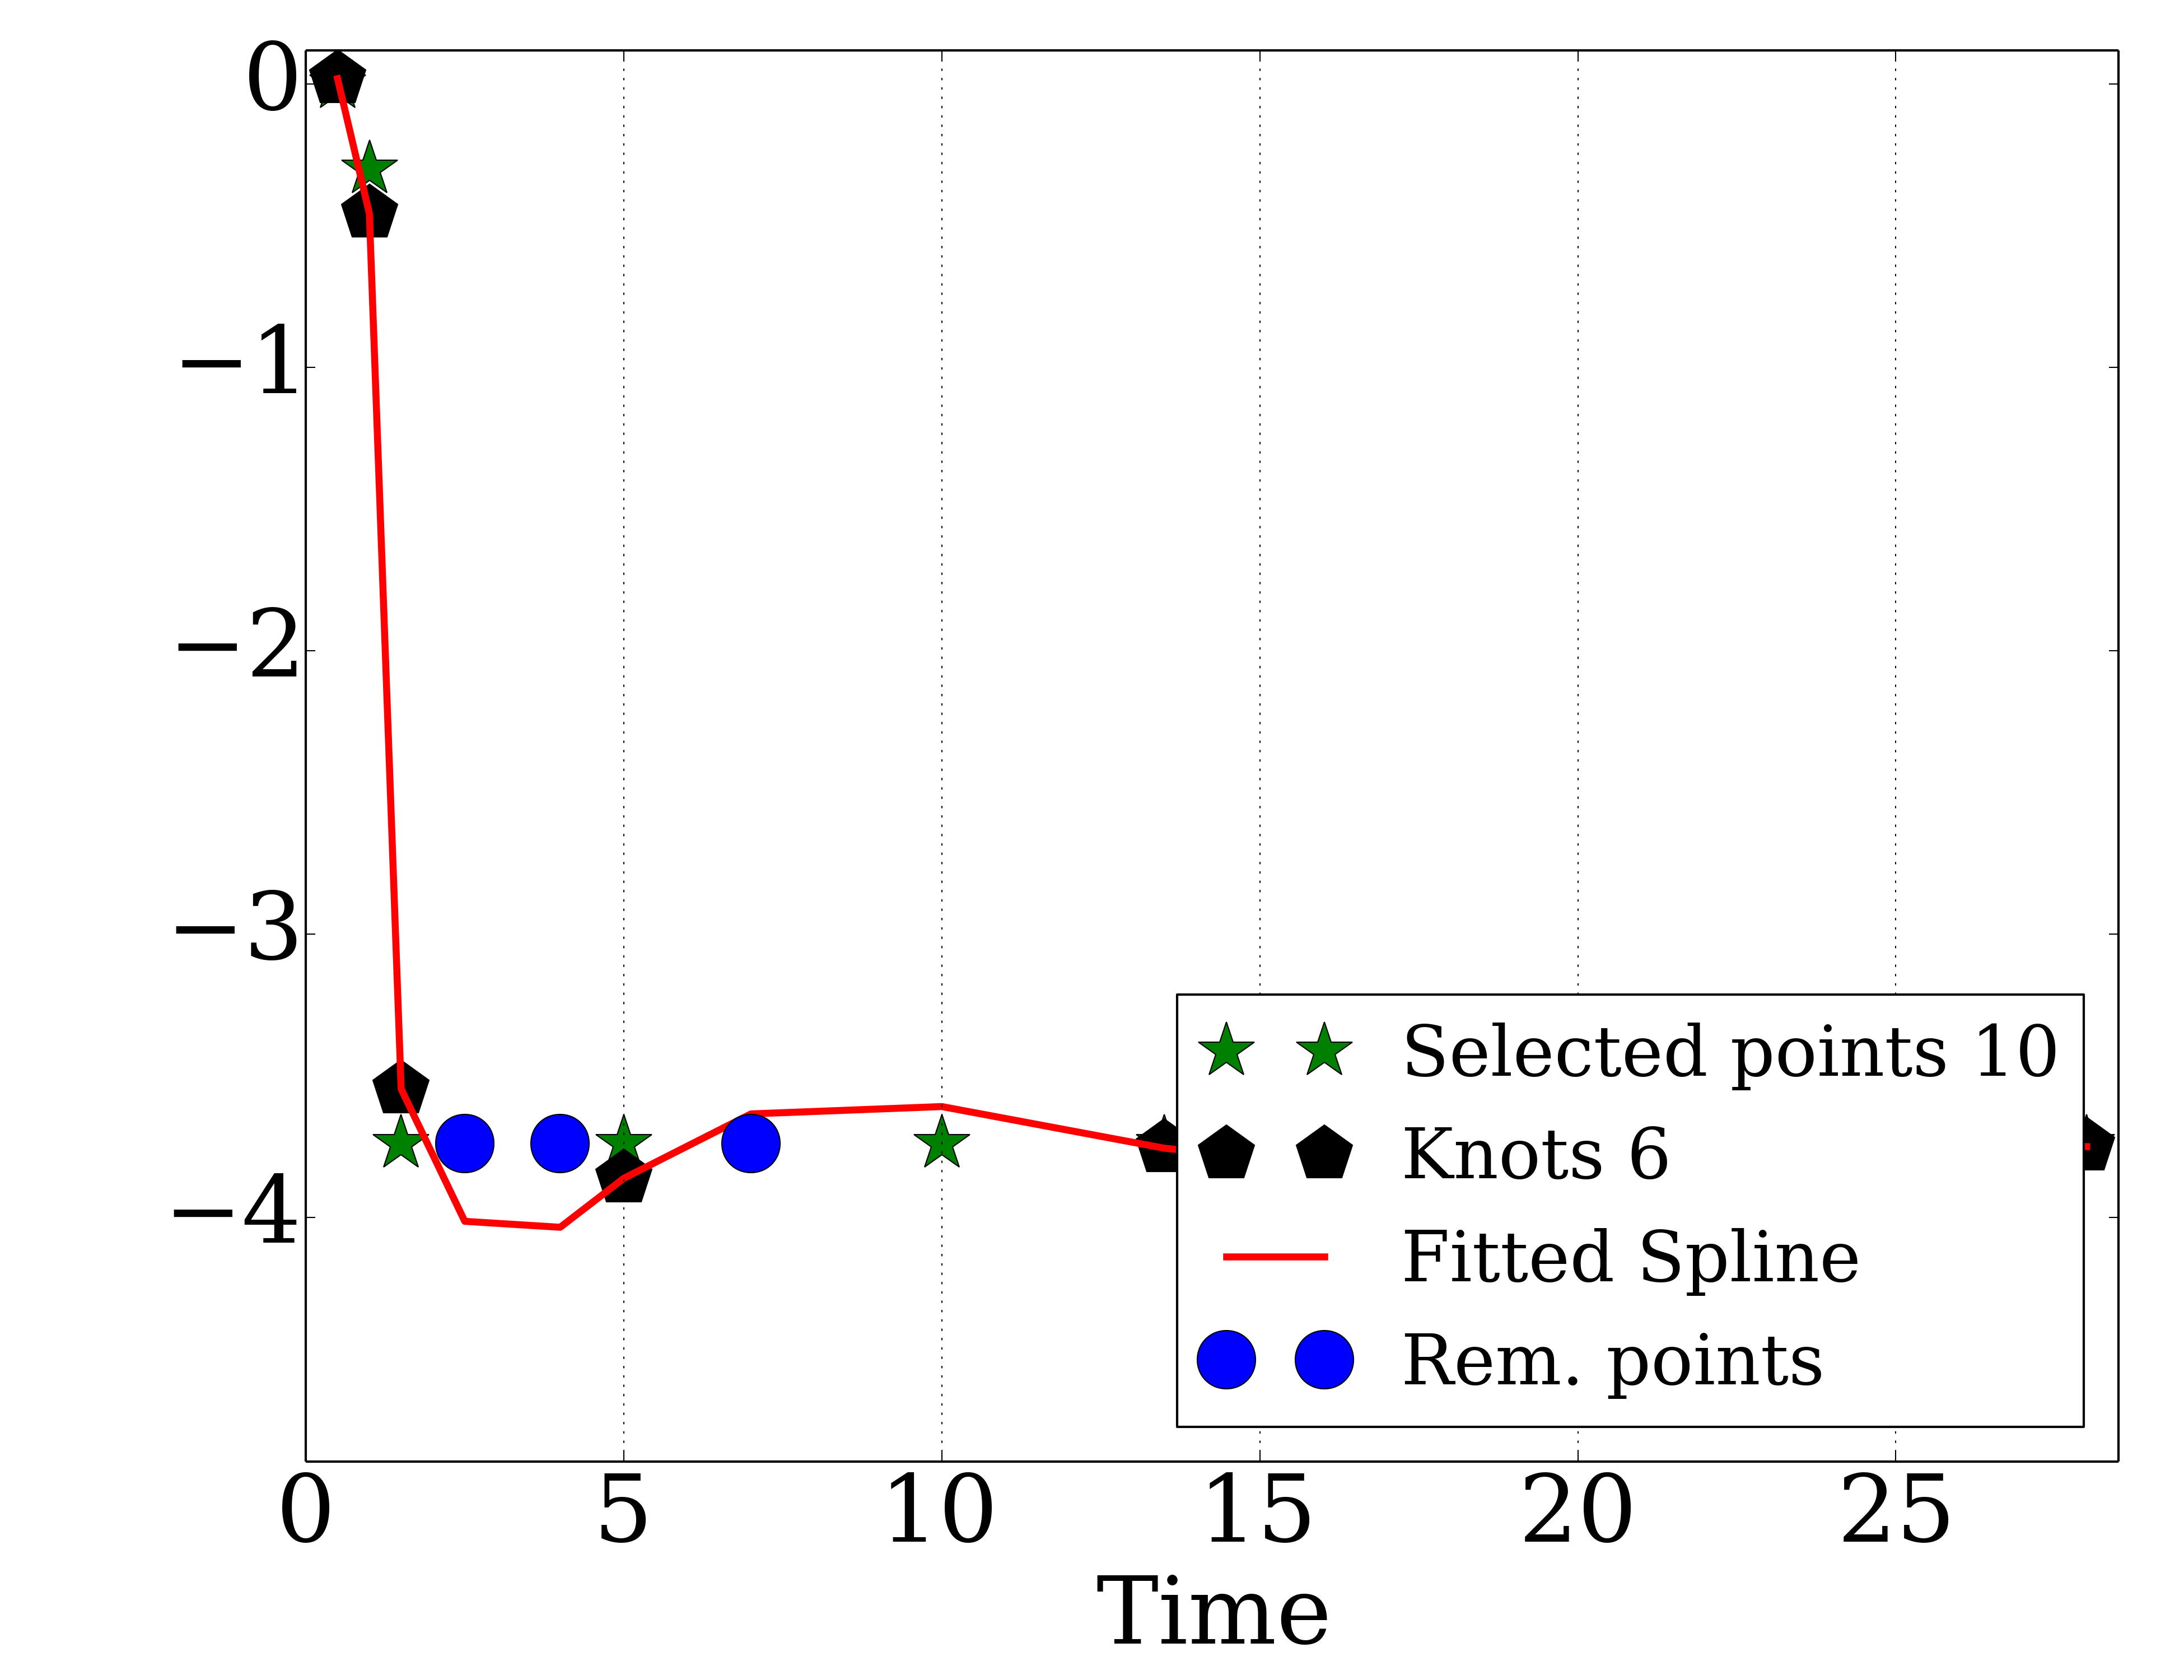 0
−1
−2
−3
−4
Selected points 10
Knots 6
Fitted Spline
Rem. points
0 5 10 15 20 25
Time